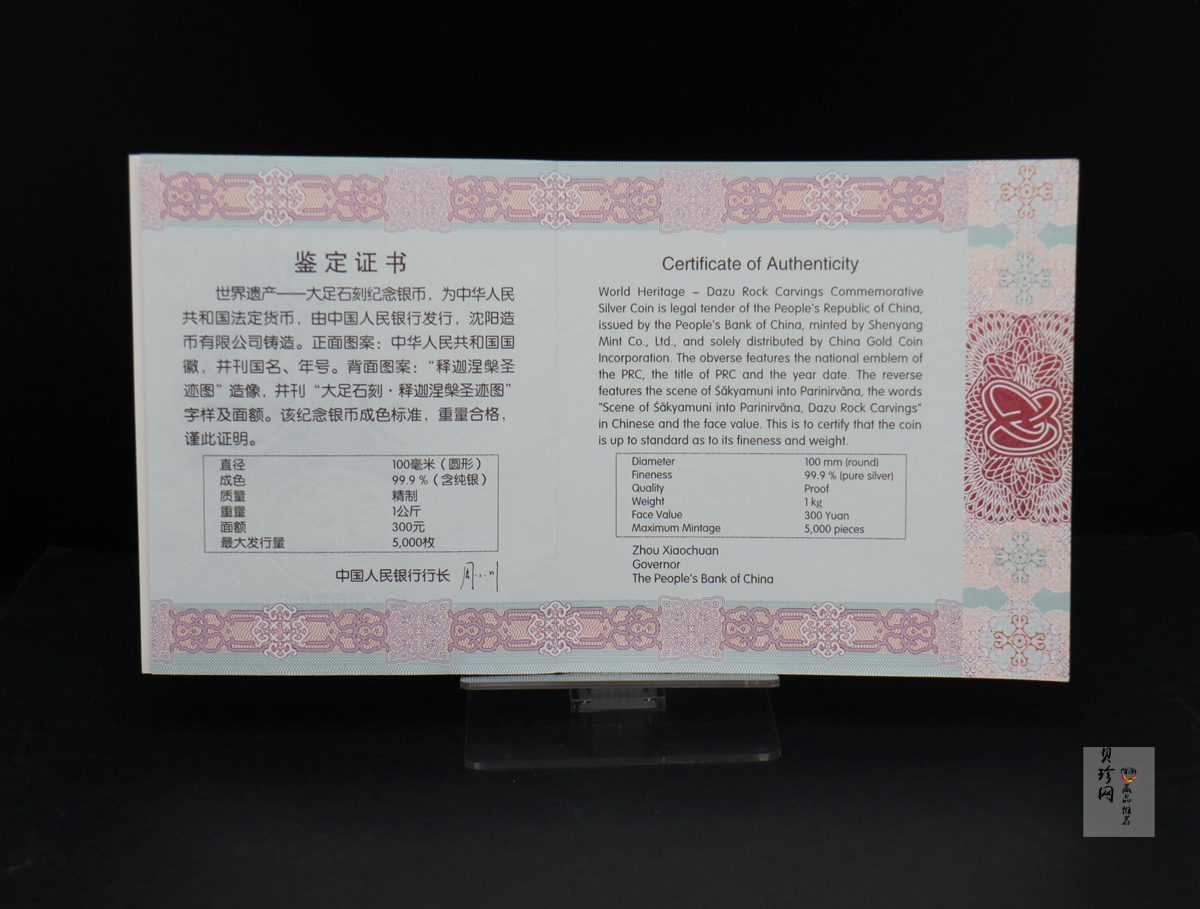 鉴定证书
世界遗产——大足石刻纪念银币，为中华人民
共和国法定货币，由中国人民银行发行，沈阳造
币有限公司铸造。正面图案：中华人民共和国国
徽，并刊国名、年号。背面图案：“释迦涅槃圣
迹图”造像，并刊“大足石刻·释迦涅槃圣迹图”
字样及面额。该纪念银币成色标准，重量合格，
谨此证明。
直径 100毫米（圆形）
成色 99.9％（含纯银）
质量 精制
重量 1公斤
面额 300元
最大发行量 5,000枚
中国人民银行行长
Certificate of Authenticity
World Heritage – Dazu Rock Carvings Commemorative
Silver Coin is legal tender of the People's Republic of China,
issued by the People's Bank of China, minted by Shenyang
Mint Co., Ltd., and solely distributed by China Gold Coin
Incorporation. The obverse features the national emblem of
the PRC, the title of PRC and the year date. The reverse
features the scene of Śākyamuni into Parinirvāna, the words
"Scene of Śākyamuni into Parinirvāna, Dazu Rock Carvings"
in Chinese and the face value. This is to certify that the coin
is up to standard as to its fineness and weight.
Diameter 100 mm (round)
Fineness 99.9 % (pure silver)
Quality Proof
Weight 1 kg
Face Value 300 Yuan
Maximum Mintage 5,000 pieces
Zhou Xiaochuan
Governor
The People's Bank of China
贝珍网
藏品推荐